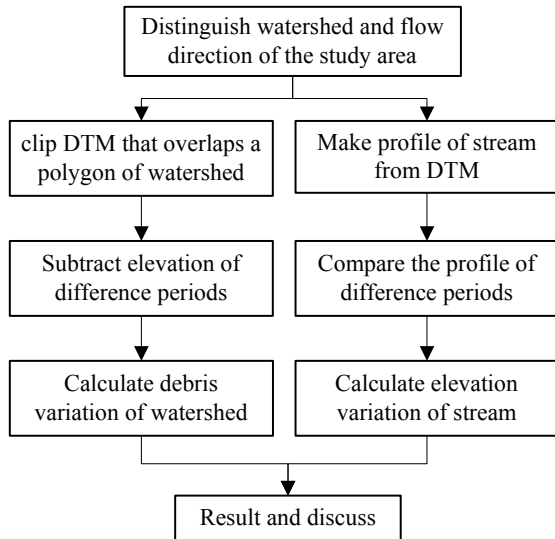 Distinguish watershed and flow
direction of the study area
clip DTM that overlaps a
polygon of watershed
Subtract elevation of
difference periods
Calculate debris
variation of watershed
Make profile of stream
from DTM
Compare the profile of
difference periods
Calculate elevation
variation of stream
Result and discuss